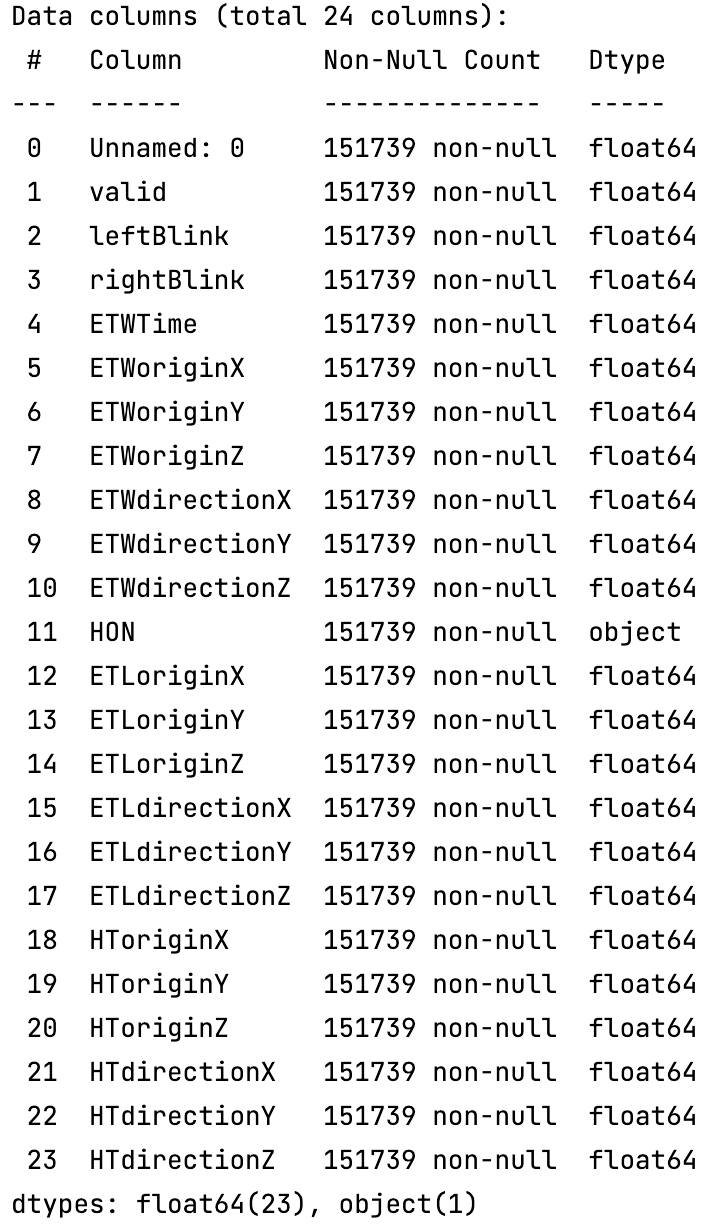 Data columns (total 24 columns):
 #   Column         Non-Null Count   Dtype
---  ------         --------------   -----
 0   Unnamed: 0     151739 non-null  float64
 1   valid          151739 non-null  float64
 2   leftBlink      151739 non-null  float64
 3   rightBlink     151739 non-null  float64
 4   ETWTime        151739 non-null  float64
 5   ETWoriginX     151739 non-null  float64
 6   ETWoriginY     151739 non-null  float64
 7   ETWoriginZ     151739 non-null  float64
 8   ETWdirectionX  151739 non-null  float64
 9   ETWdirectionY  151739 non-null  float64
 10  ETWdirectionZ  151739 non-null  float64
 11  HON            151739 non-null  object
 12  ETLoriginX     151739 non-null  float64
 13  ETLoriginY     151739 non-null  float64
 14  ETLoriginZ     151739 non-null  float64
 15  ETLdirectionX  151739 non-null  float64
 16  ETLdirectionY  151739 non-null  float64
 17  ETLdirectionZ  151739 non-null  float64
 18  HToriginX      151739 non-null  float64
 19  HToriginY      151739 non-null  float64
 20  HToriginZ      151739 non-null  float64
 21  HTdirectionX   151739 non-null  float64
 22  HTdirectionY   151739 non-null  float64
 23  HTdirectionZ   151739 non-null  float64
dtypes: float64(23), object(1)